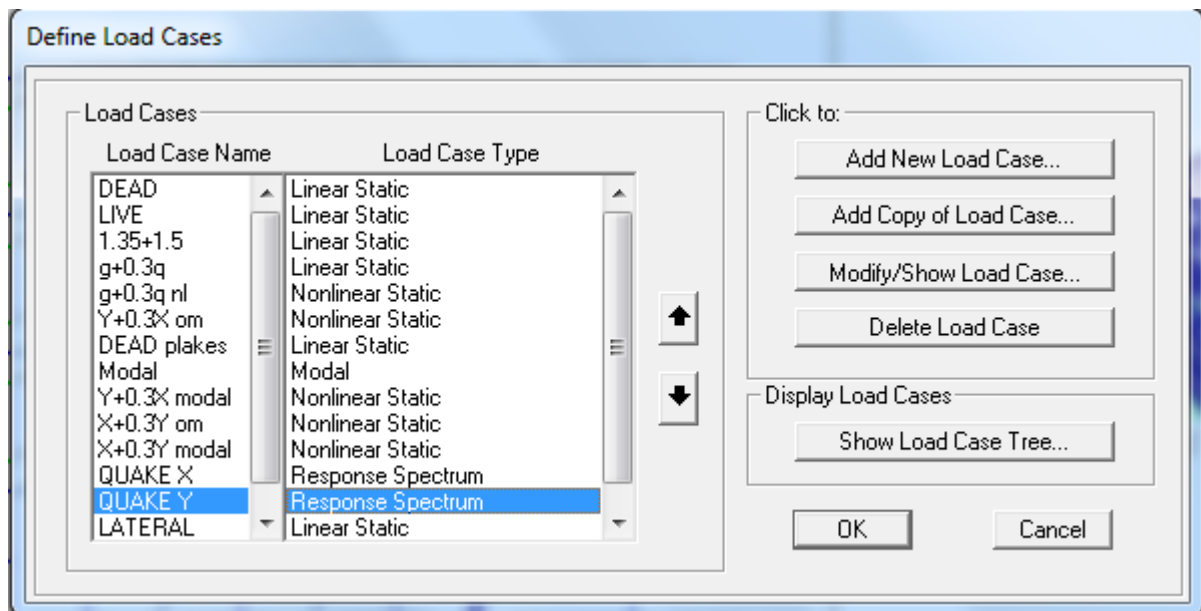 Define Load Cases
Load Cases
Click to:
Load Case Name Load Case Type
DEAD Linear Static
LIVE Linear Static
1.35+1.5 Linear Static
g+0.3q Linear Static
g+0.3q nl Nonlinear Static
Y+0.3X om Nonlinear Static
DEAD plakes Linear Static
Modal Modal
Y+0.3X modal Nonlinear Static
X+0.3Y om Nonlinear Static
X+0.3Y modal Nonlinear Static
QUAKE X Response Spectrum
QUAKE Y Response Spectrum
LATERAL Linear Static
Add New Load Case...
Add Copy of Load Case...
Modify/Show Load Case...
Delete Load Case
Display Load Cases
Show Load Case Tree...
OK Cancel